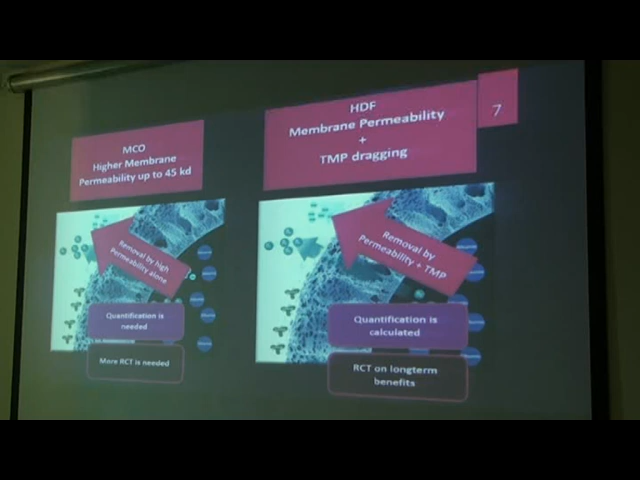 7
MCO
Higher Membrane
Permeability up to 45 kd
HDF
Membrane Permeability
+
TMP dragging
Removal by high
Permeability alone
Quantification is
needed
More RCT is needed
Removal by
Permeability + TMP
Quantification is
calculated
RCT on longterm
benefits